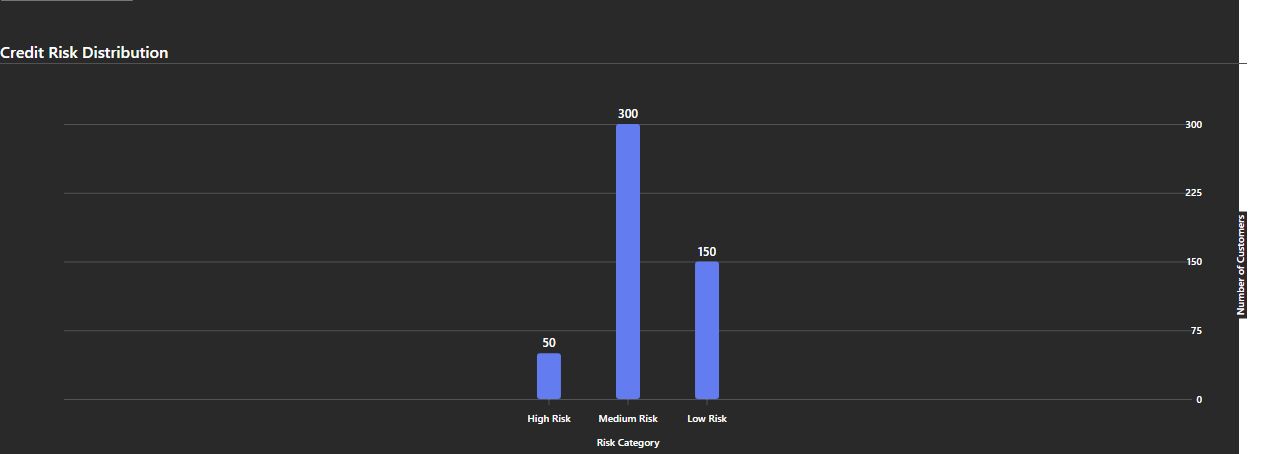 Credit Risk Distribution
300
50
150
300
225
150
75
0
Number of Customers
High Risk
Medium Risk
Low Risk
Risk Category